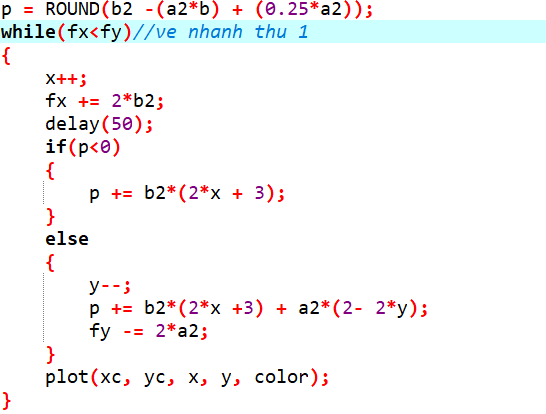 p = ROUND(b2 -(a2*b) + (0.25*a2));
while(fx<fy)//ve nhanh thu 1
{
x++;
fx += 2*b2;
delay(50);
if(p<0)
{
p += b2*(2*x + 3);
}
else
{
y--;
p += b2*(2*x +3) + a2*(2- 2*y);
fy -= 2*a2;
}
plot(xc, yc, x, y, color);
}